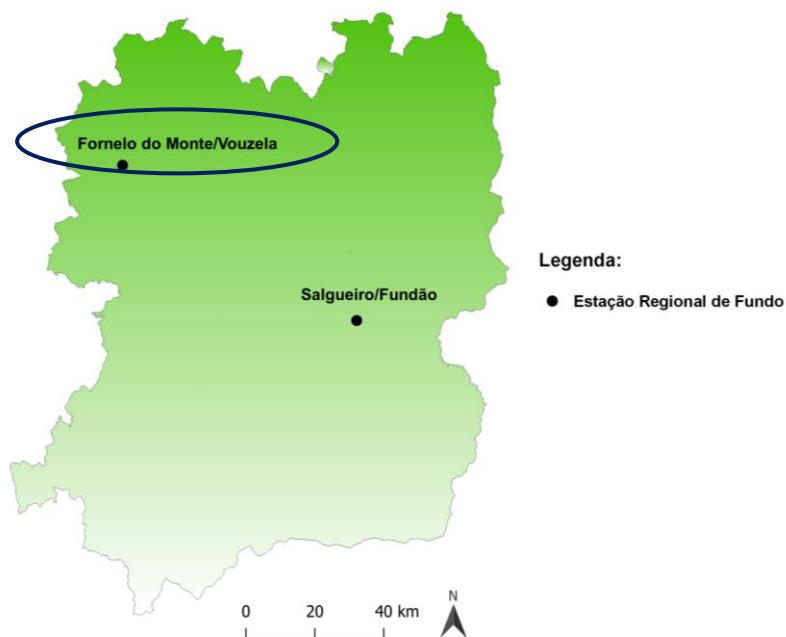 Fornelo do Monte/Vouzela
Salgueiro/Fundão
Legenda:
Estação Regional de Fundo
0 20 40 km
N